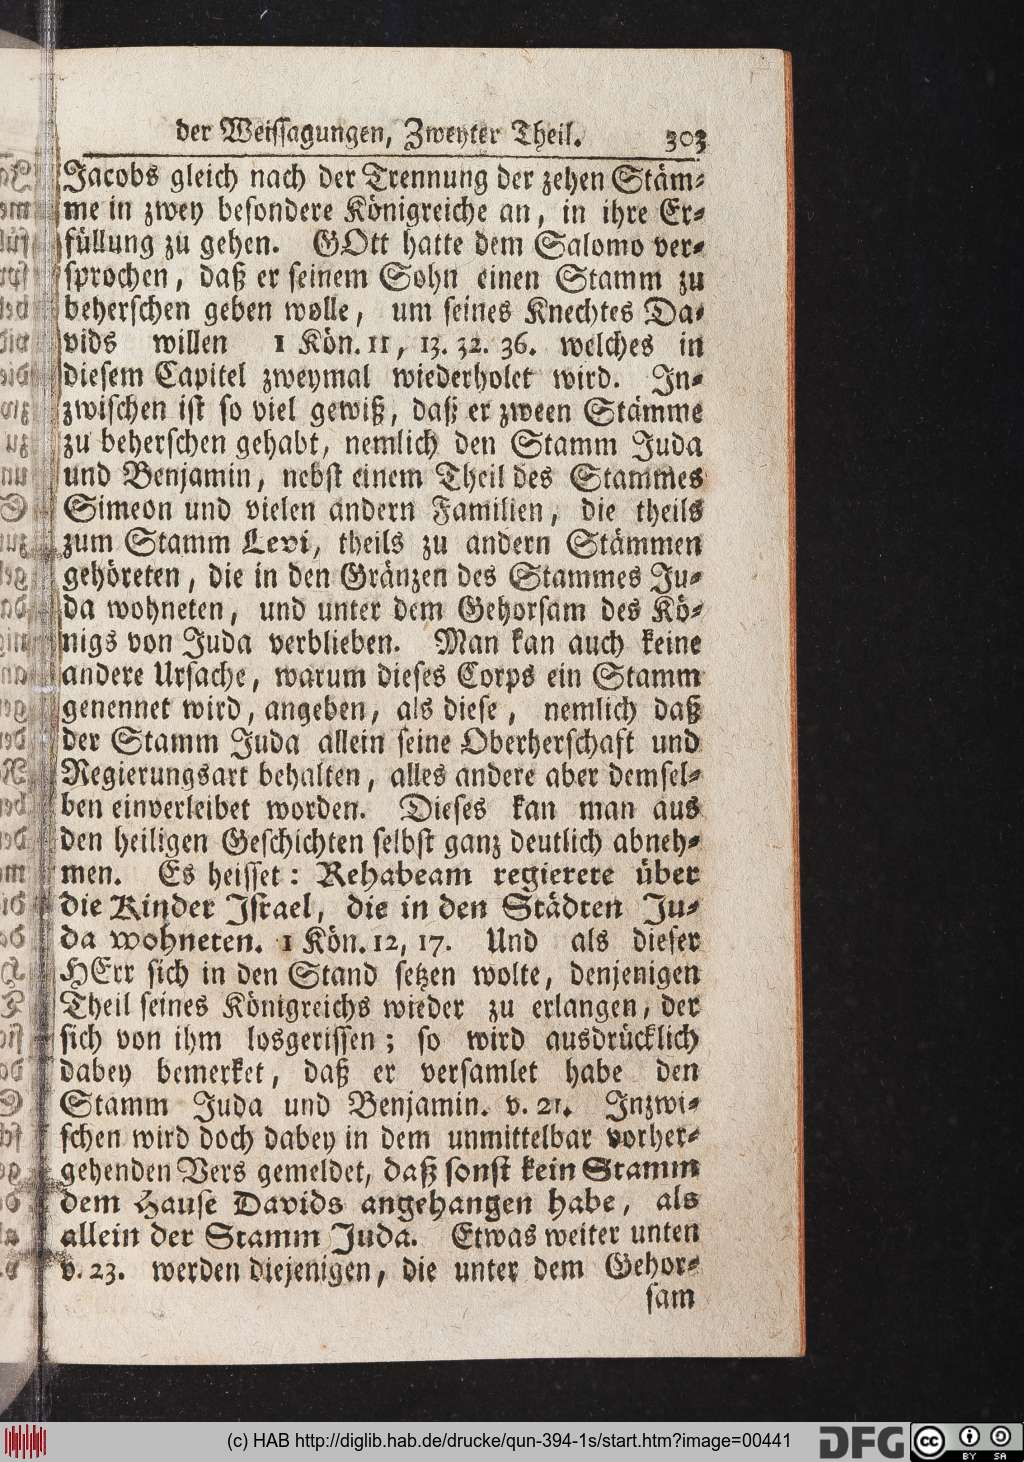 der Weissagungen, Zweyter Theil. 303
Jacobs gleich nach der Trennung der zehen Stäm-
me in zwey besondere Königreiche an, in ihre Er-
füllung zu gehen. GOtt hatte dem Salomo ver-
sprochen, daß er seinem Sohn einen Stamm zu
beherschen geben wolle, um seines Knechtes Da-
vids willen 1 Kön. 11, 13. 32. 36. welches in
diesem Capitel zweymal wiederholet wird. In-
zwischen ist so viel gewiß, daß er zween Stämme
zu beherschen gehabt, nemlich den Stamm Juda
und Benjamin, nebst einem Theil des Stammes
Simeon und vielen andern Familien, die theils
zum Stamm Levi, theils zu andern Stämmen
gehöreten, die in den Gränzen des Stammes Ju-
da wohneten, und unter dem Gehorsam des Kö-
nigs von Juda verblieben. Man kan auch keine
andere Ursache, warum dieses Corps ein Stamm
genennet wird, angeben, als diese, nemlich daß
der Stamm Juda allein seine Oberherschaft und
Regierungsart behalten, alles andere aber demsel-
ben einverleibet worden. Dieses kan man aus
den heiligen Geschichten selbst ganz deutlich abneh-
men. Es heisset: Rehabeam regierete über
die Kinder Israel, die in den Städten Ju-
da wohneten. 1 Kön. 12, 17. Und als dieser
HErr sich in den Stand setzen wolte, denjenigen
Theil seines Königreichs wieder zu erlangen, der
sich von ihm losgerissen; so wird ausdrücklich
dabey bemerket, daß er versamlet habe den
Stamm Juda und Benjamin. v. 21. Inzwi-
schen wird doch dabey in dem unmittelbar vorher-
gehenden Vers gemeldet, daß sonst kein Stamm
dem Hause Davids angehangen habe, als
allein der Stamm Juda. Etwas weiter unten
v. 23. werden diejenigen, die unter dem Gehor-
sam
(c) HAB http://diglib.hab.de/drucke/qun-394-1s/start.htm?image=00441
DFG
cc BY SA